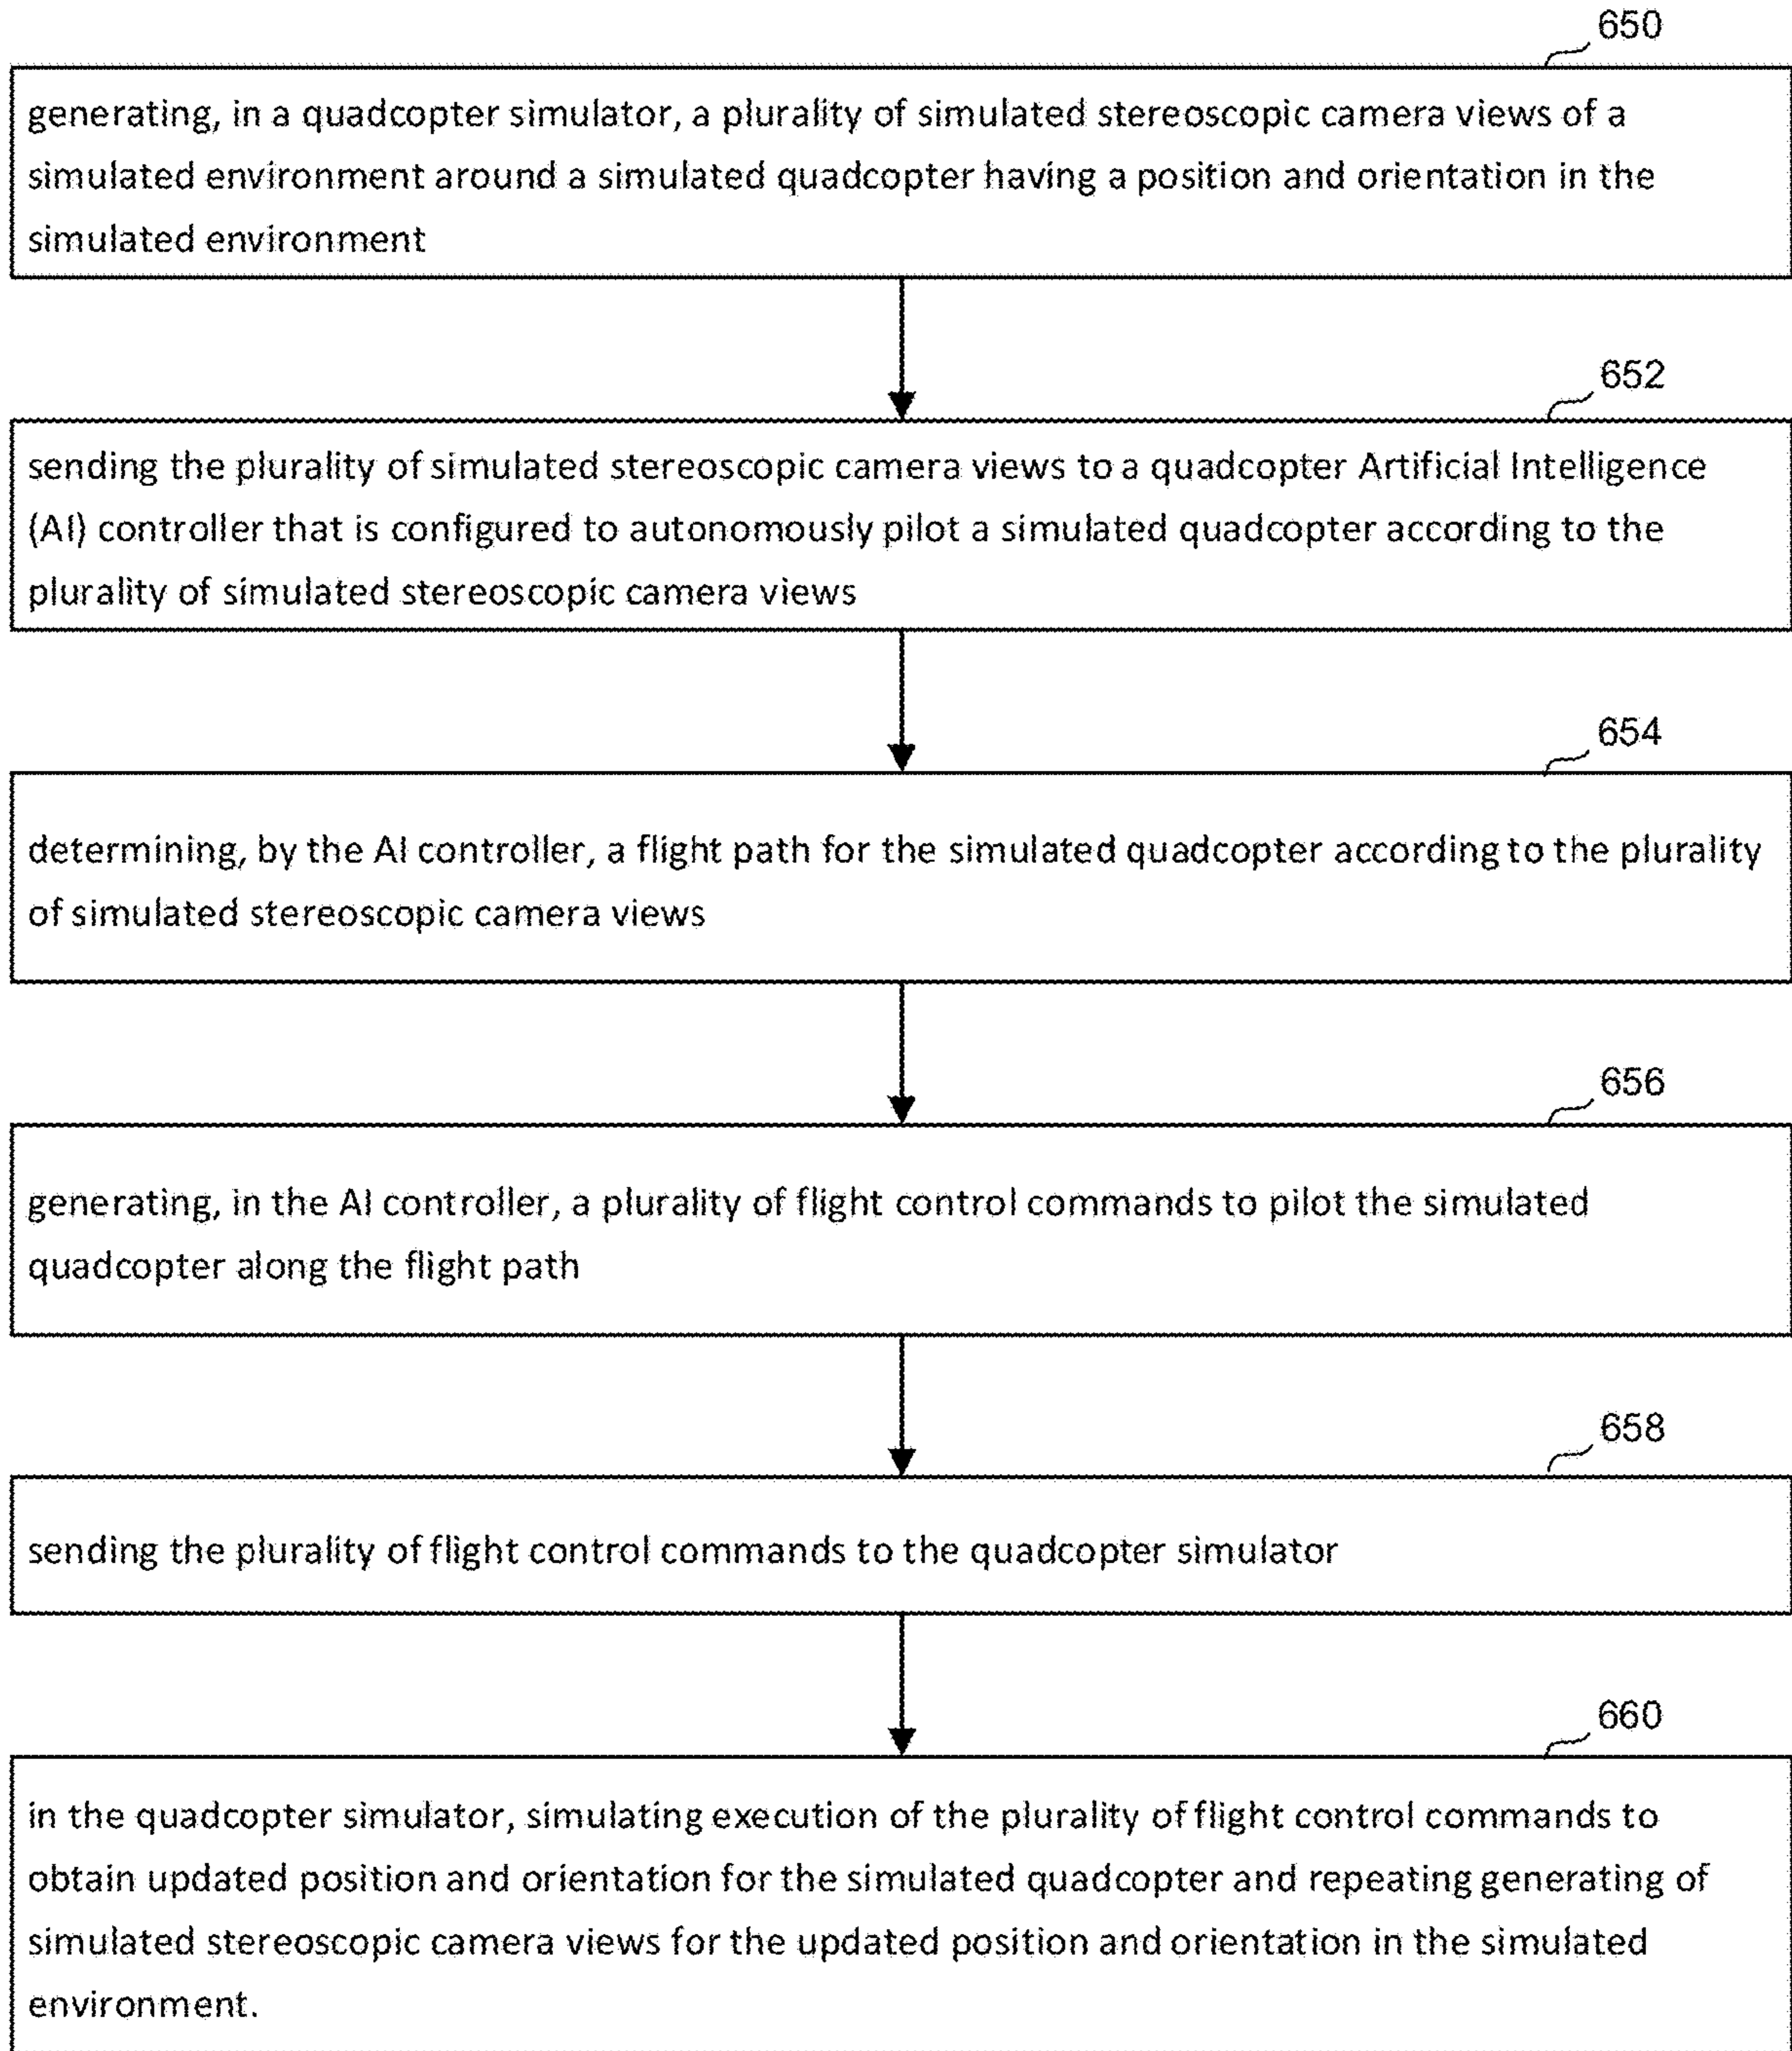 650
generating, in a quadcopter simulator, a plurality of simulated stereoscopic camera views of a
simulated environment around a simulated quadcopter having a position and orientation in the
simulated environment
652
sending the plurality of simulated stereoscopic camera views to a quadcopter Artificial Intelligence
(AI) controller that is configured to autonomously pilot a simulated quadcopter according to the
plurality of simulated stereoscopic camera views
654
determining, by the AI controller, a flight path for the simulated quadcopter according to the plurality
of simulated stereoscopic camera views
656
generating, in the AI controller, a plurality of flight control commands to pilot the simulated
quadcopter along the flight path
658
sending the plurality of flight control commands to the quadcopter simulator
660
in the quadcopter simulator, simulating execution of the plurality of flight control commands to
obtain updated position and orientation for the simulated quadcopter and repeating generating of
simulated stereoscopic camera views for the updated position and orientation in the simulated
environment.